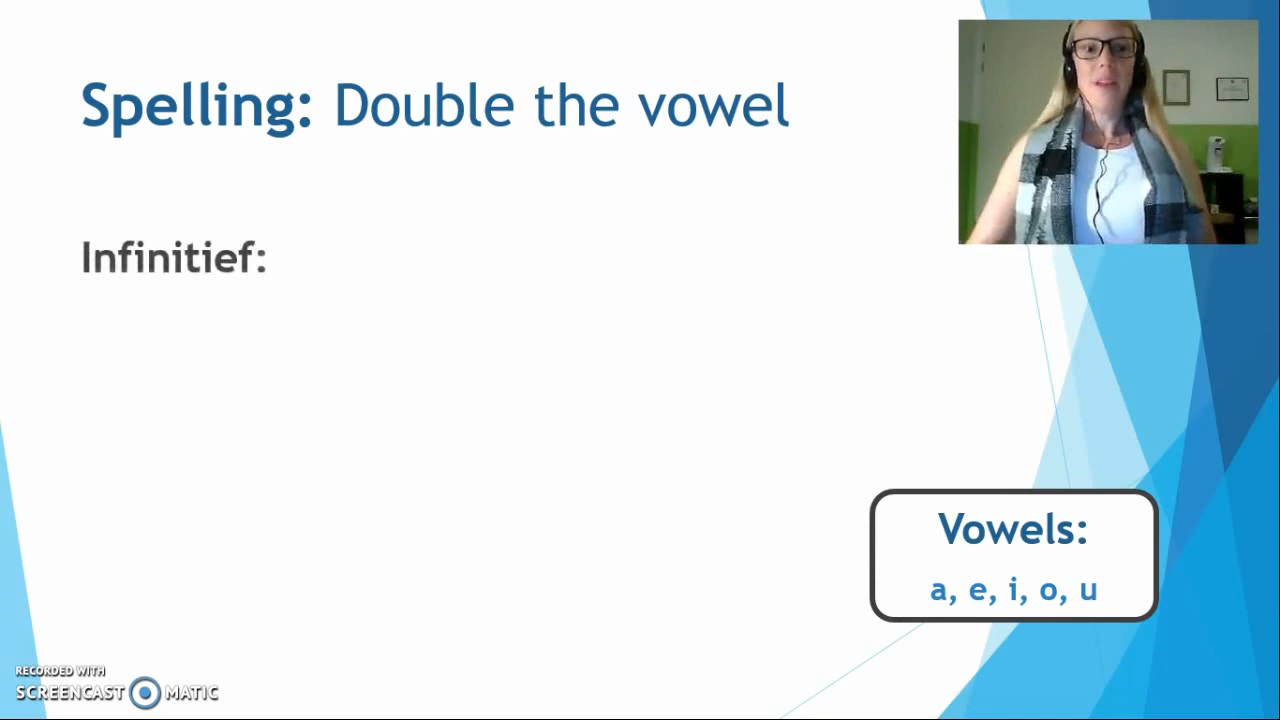 Spelling: Double the vowel
Infinitief:
Vowels:
a, e, i, o, u
RECORDED WITH
SCREENCAST MATIC